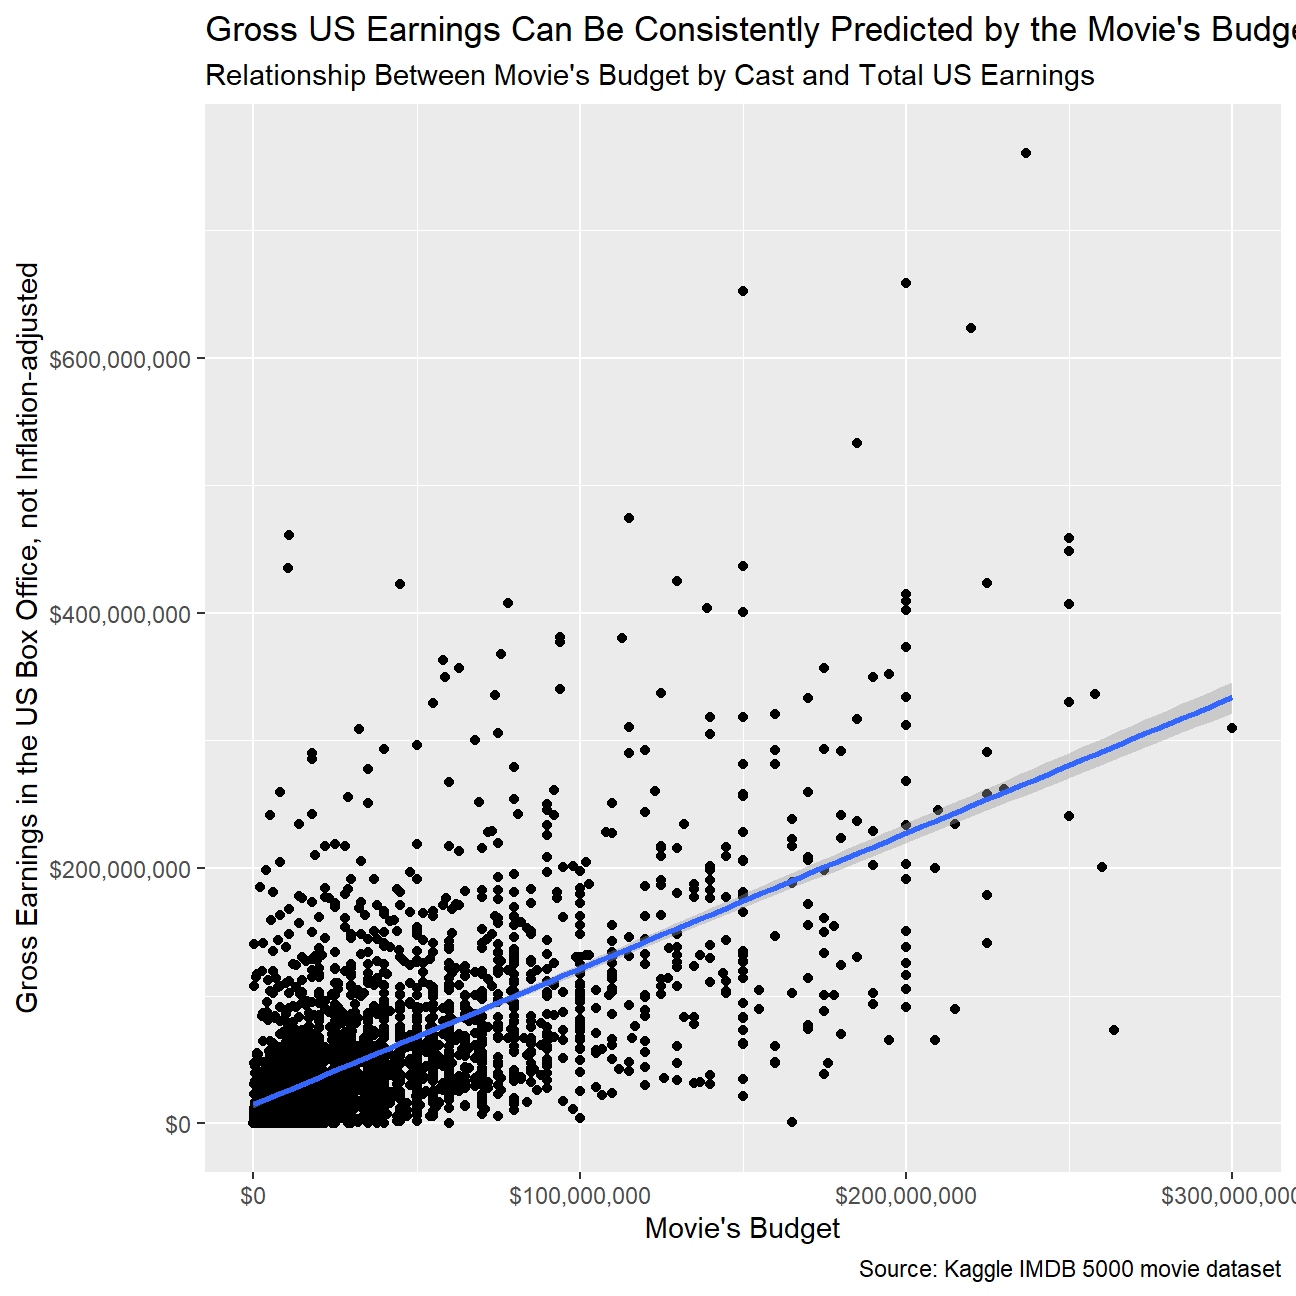 Gross US Earnings Can Be Consistently Predicted by the Movie's Budge
Relationship Between Movie's Budget by Cast and Total US Earnings
Gross Earnings in the US Box Office, not Inflation-adjusted
$600,000,000
$400,000,000
$200,000,000
$0
$0
$100,000,000
$200,000,000
$300,000,000
Movie's Budget
Source: Kaggle IMDB 5000 movie dataset